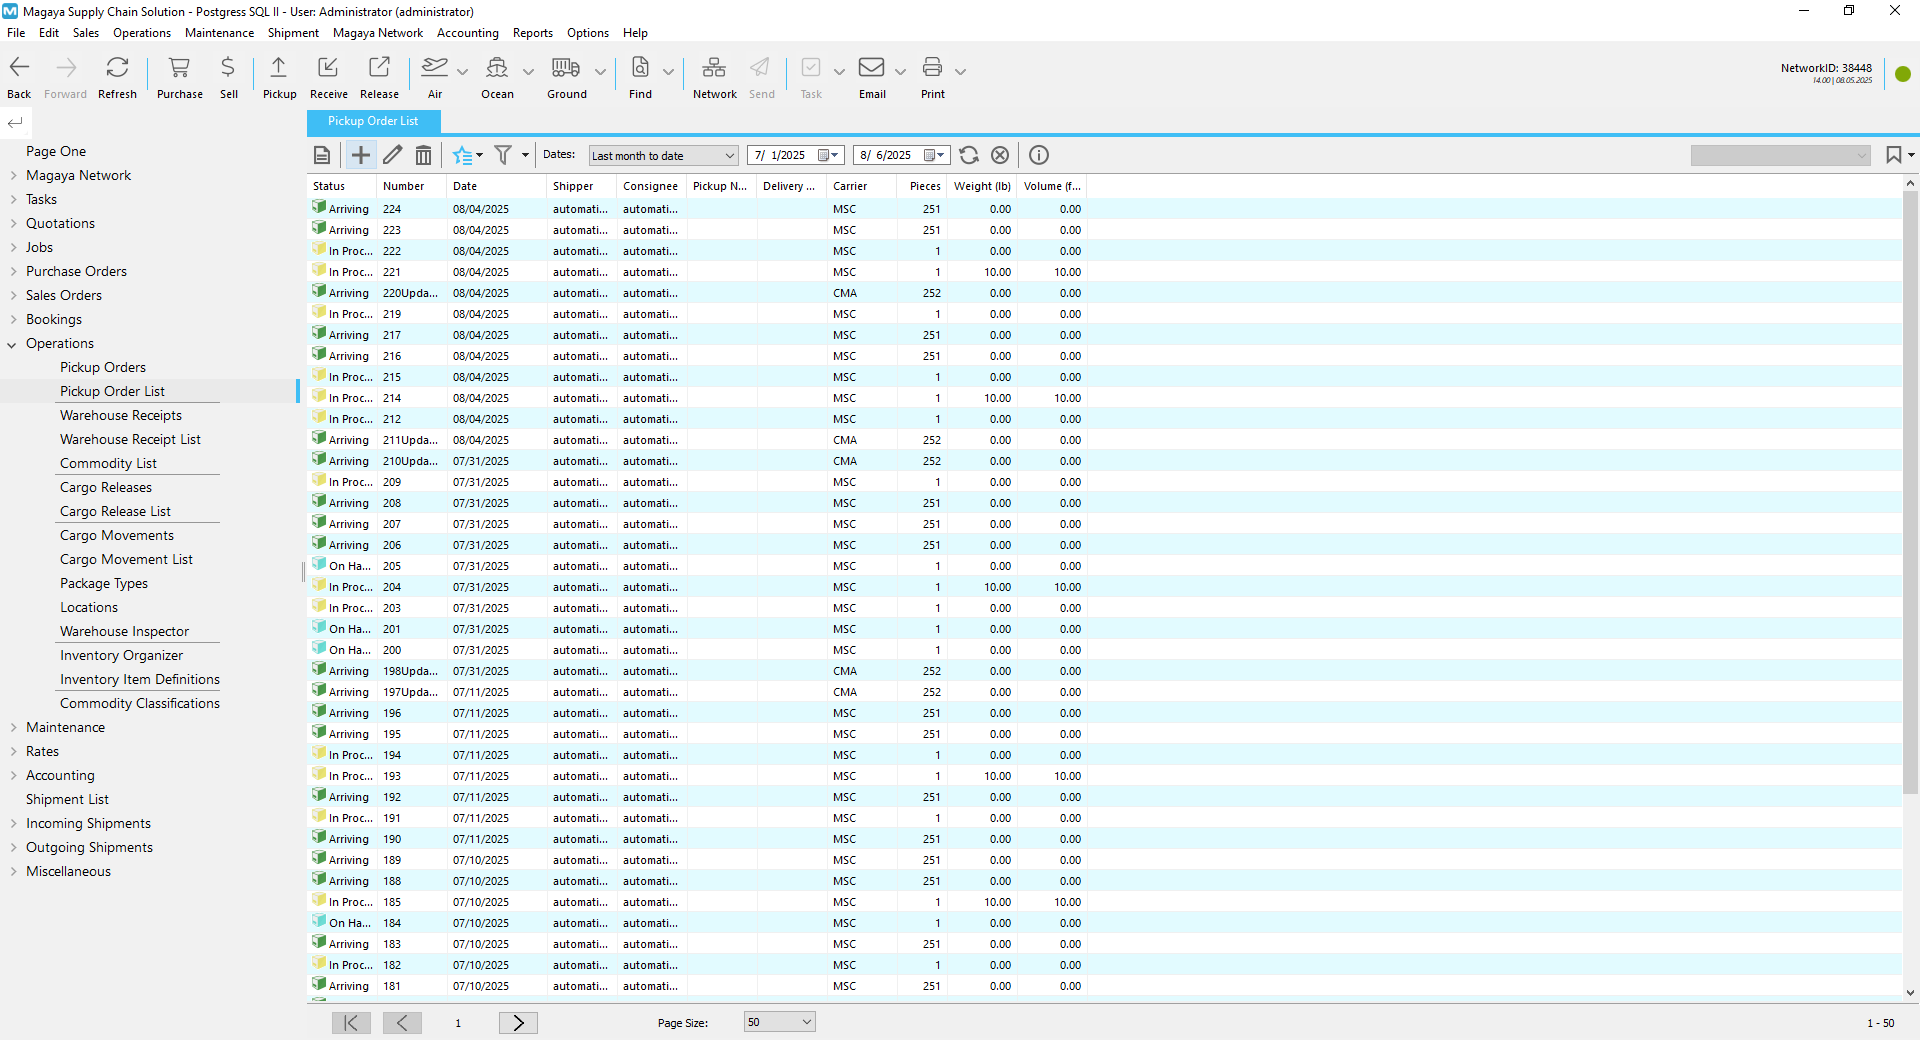 Magaya Supply Chain Solution - Postgress SQL II - User: Administrator (administrator)
File Edit Sales Operations Maintenance Shipment Magaya Network Accounting Reports Options Help
Back Forward Refresh Purchase Sell Pickup Receive Release Air Ocean Ground Find Network Send Task Email Print
NetworkID: 38448
14.00 | 08.05.2025
Page One
Magaya Network
Tasks
Quotations
Jobs
Purchase Orders
Sales Orders
Bookings
Operations
Pickup Orders
Pickup Order List
Warehouse Receipts
Warehouse Receipt List
Commodity List
Cargo Releases
Cargo Release List
Cargo Movements
Cargo Movement List
Package Types
Locations
Warehouse Inspector
Inventory Organizer
Inventory Item Definitions
Commodity Classifications
Maintenance
Rates
Accounting
Shipment List
Incoming Shipments
Outgoing Shipments
Miscellaneous
Pickup Order List
Dates: Last month to date 7/ 1/2025 8/ 6/2025
Status Number Date Shipper Consignee Pickup N... Delivery ... Carrier Pieces Weight (lb) Volume (f...
Arriving 224 08/04/2025 automati... automati... MSC 251 0.00 0.00
Arriving 223 08/04/2025 automati... automati... MSC 251 0.00 0.00
In Proc... 222 08/04/2025 automati... automati... MSC 1 0.00 0.00
In Proc... 221 08/04/2025 automati... automati... MSC 1 10.00 10.00
Arriving 220Upda... 08/04/2025 automati... automati... CMA 252 0.00 0.00
In Proc... 219 08/04/2025 automati... automati... MSC 1 0.00 0.00
Arriving 217 08/04/2025 automati... automati... MSC 251 0.00 0.00
Arriving 216 08/04/2025 automati... automati... MSC 251 0.00 0.00
In Proc... 215 08/04/2025 automati... automati... MSC 1 0.00 0.00
In Proc... 214 08/04/2025 automati... automati... MSC 1 10.00 10.00
In Proc... 212 08/04/2025 automati... automati... MSC 1 0.00 0.00
Arriving 211Upda... 08/04/2025 automati... automati... CMA 252 0.00 0.00
Arriving 210Upda... 07/31/2025 automati... automati... CMA 252 0.00 0.00
In Proc... 209 07/31/2025 automati... automati... MSC 1 0.00 0.00
Arriving 208 07/31/2025 automati... automati... MSC 251 0.00 0.00
Arriving 207 07/31/2025 automati... automati... MSC 251 0.00 0.00
Arriving 206 07/31/2025 automati... automati... MSC 251 0.00 0.00
On Ha... 205 07/31/2025 automati... automati... MSC 1 0.00 0.00
In Proc... 204 07/31/2025 automati... automati... MSC 1 10.00 10.00
In Proc... 203 07/31/2025 automati... automati... MSC 1 0.00 0.00
On Ha... 201 07/31/2025 automati... automati... MSC 1 0.00 0.00
On Ha... 200 07/31/2025 automati... automati... MSC 1 0.00 0.00
Arriving 198Upda... 07/31/2025 automati... automati... CMA 252 0.00 0.00
Arriving 197Upda... 07/11/2025 automati... automati... CMA 252 0.00 0.00
Arriving 196 07/11/2025 automati... automati... MSC 251 0.00 0.00
Arriving 195 07/11/2025 automati... automati... MSC 251 0.00 0.00
In Proc... 194 07/11/2025 automati... automati... MSC 1 0.00 0.00
In Proc... 193 07/11/2025 automati... automati... MSC 1 10.00 10.00
Arriving 192 07/11/2025 automati... automati... MSC 251 0.00 0.00
In Proc... 191 07/11/2025 automati... automati... MSC 1 0.00 0.00
Arriving 190 07/11/2025 automati... automati... MSC 251 0.00 0.00
Arriving 189 07/10/2025 automati... automati... MSC 251 0.00 0.00
Arriving 188 07/10/2025 automati... automati... MSC 251 0.00 0.00
In Proc... 185 07/10/2025 automati... automati... MSC 1 10.00 10.00
On Ha... 184 07/10/2025 automati... automati... MSC 1 0.00 0.00
Arriving 183 07/10/2025 automati... automati... MSC 251 0.00 0.00
In Proc... 182 07/10/2025 automati... automati... MSC 1 0.00 0.00
Arriving 181 07/10/2025 automati... automati... MSC 251 0.00 0.00
1 Page Size: 50 1 - 50